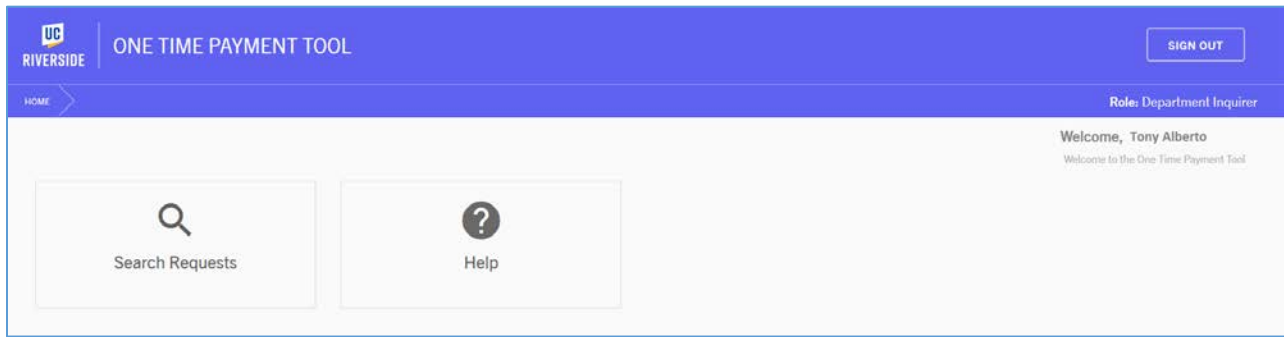 UC
RIVERSIDE
ONE TIME PAYMENT TOOL
SIGN OUT
HOME
Role: Department Inquirer
Welcome, Tony Alberto
Welcome to the One Time Payment Tool
Search Requests
Help